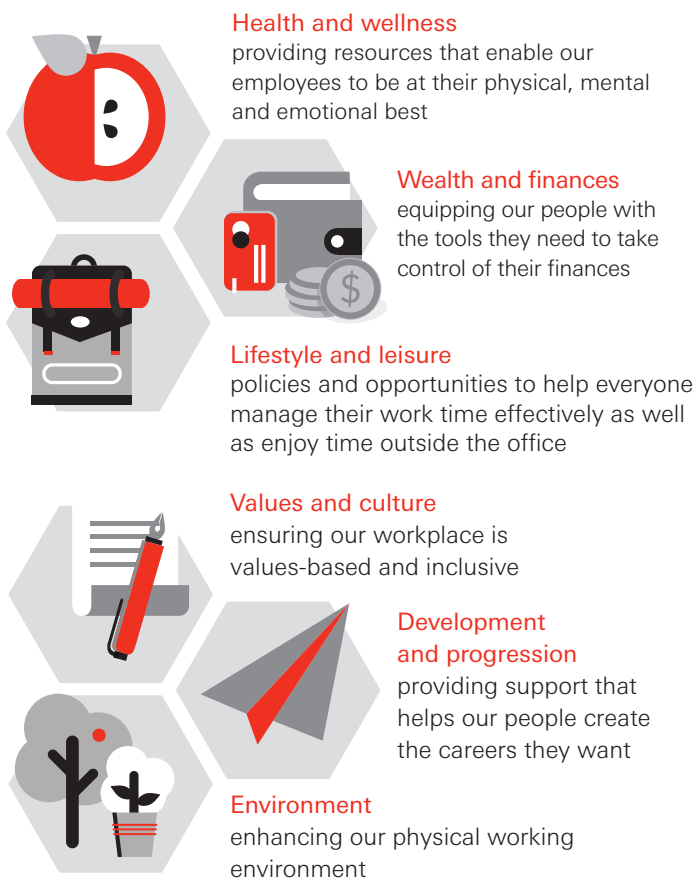 Health and wellness
providing resources that enable our
employees to be at their physical, mental
and emotional best
Wealth and finances
equipping our people with
the tools they need to take
control of their finances
$
Lifestyle and leisure
policies and opportunities to help everyone
manage their work time effectively as well
as enjoy time outside the office
Values and culture
ensuring our workplace is
values-based and inclusive
Development
and progression
providing support that
helps our people create
the careers they want
Environment
enhancing our physical working
environment